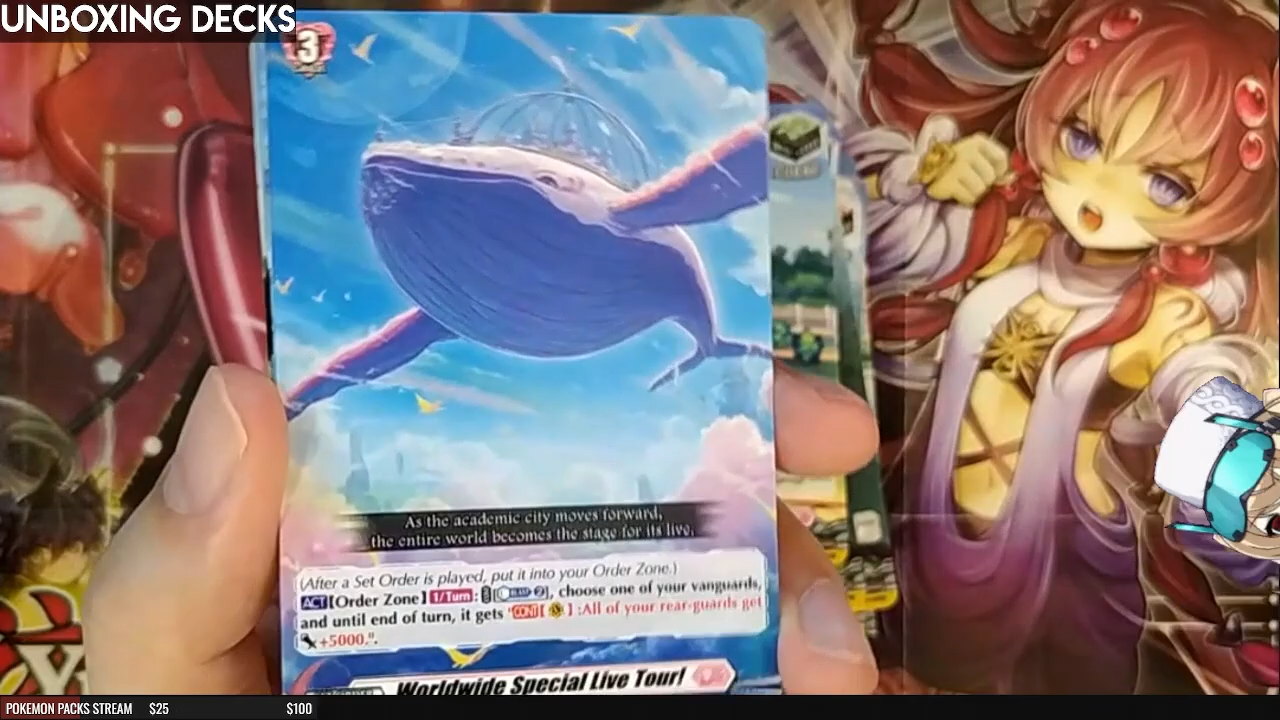 UNBOXING DECKS
3
As the academic city moves forward,
the entire world becomes the stage for its live.
(After a Set Order is played, put it into your Order Zone.)
ACT [Order Zone] 1/Turn : 2 , choose one of your vanguards,
and until end of turn, it gets "CONT [ ] :All of your rear-guards get
+5000.".
Worldwide Special Live Tour!
POKEMON PACKS STREAM $25 $100